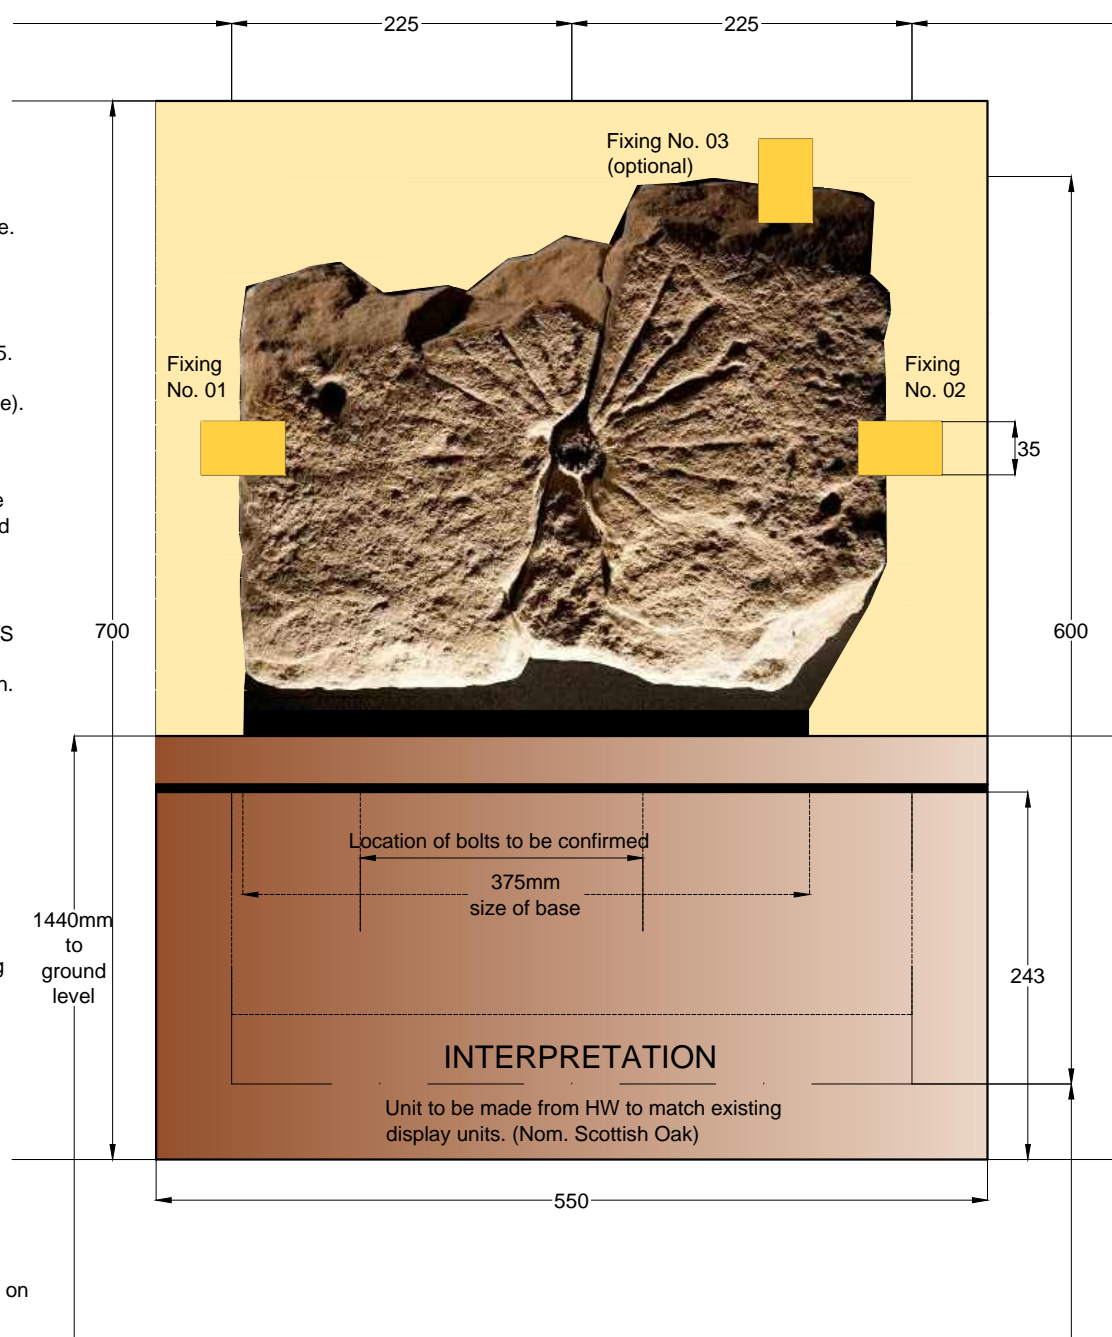 225
225
Fixing No. 03
(optional)
e.
5.
Fixing
No. 01
Fixing
No. 02
e).
35
e
d
700
S
600
n.
Location of bolts to be confirmed
375mm
size of base
1440mm
to
ground
level
g
243
INTERPRETATION
Unit to be made from HW to match existing
display units. (Nom. Scottish Oak)
550
on